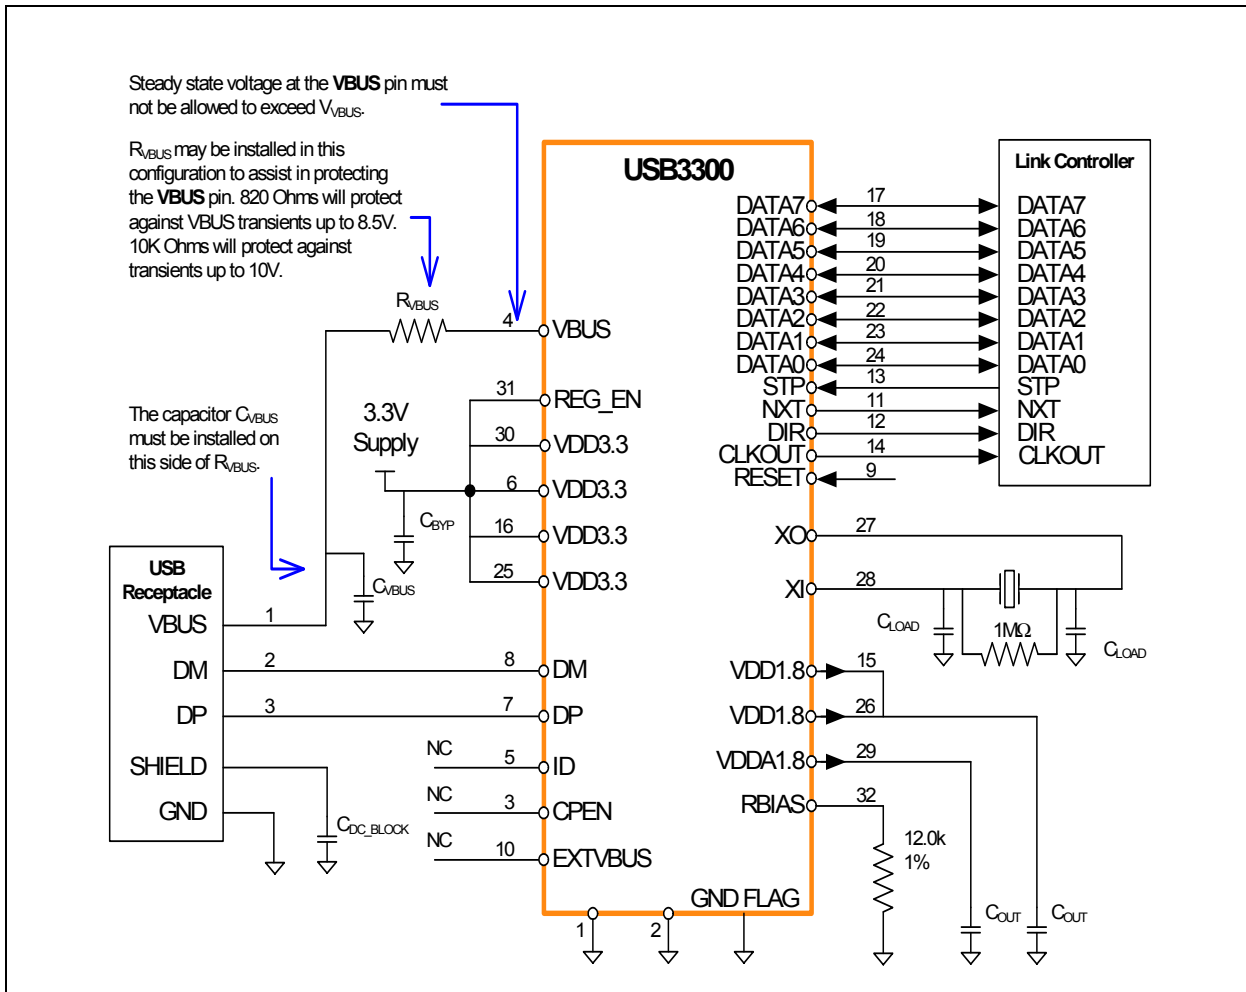 Steady state voltage at the VBUS pin must
not be allowed to exceed VVBUS.
RVBUS may be installed in this
configuration to assist in protecting
the VBUS pin. 820 Ohms will protect
against VBUS transients up to 8.5V.
10K Ohms will protect against
transients up to 10V.
RVBUS
4
VBUS
The capacitor CVBUS
must be installed on
this side of RVBUS.
3.3V
Supply
CBYP
31
REG_EN
30
VDD3.3
6
VDD3.3
16
VDD3.3
25
VDD3.3
CVBUS
USB
Receptacle
VBUS
1
DM
2
8
DM
DP
3
7
DP
SHIELD
GND
CDC_BLOCK
NC
5
ID
NC
3
CPEN
NC
10
EXTVBUS
USB3300
GND FLAG
1
2
Link Controller
DATA7
17
DATA7
DATA6
18
DATA6
DATA5
19
DATA5
DATA4
20
DATA4
DATA3
21
DATA3
DATA2
22
DATA2
DATA1
23
DATA1
DATA0
24
DATA0
STP
13
STP
NXT
11
NXT
DIR
12
DIR
CLKOUT
14
CLKOUT
RESET
9
XO
27
XI
28
CLOAD
1MΩ
CLOAD
VDD1.8
15
VDD1.8
26
VDDA1.8
29
RBIAS
32
12.0k
1%
COUT
COUT